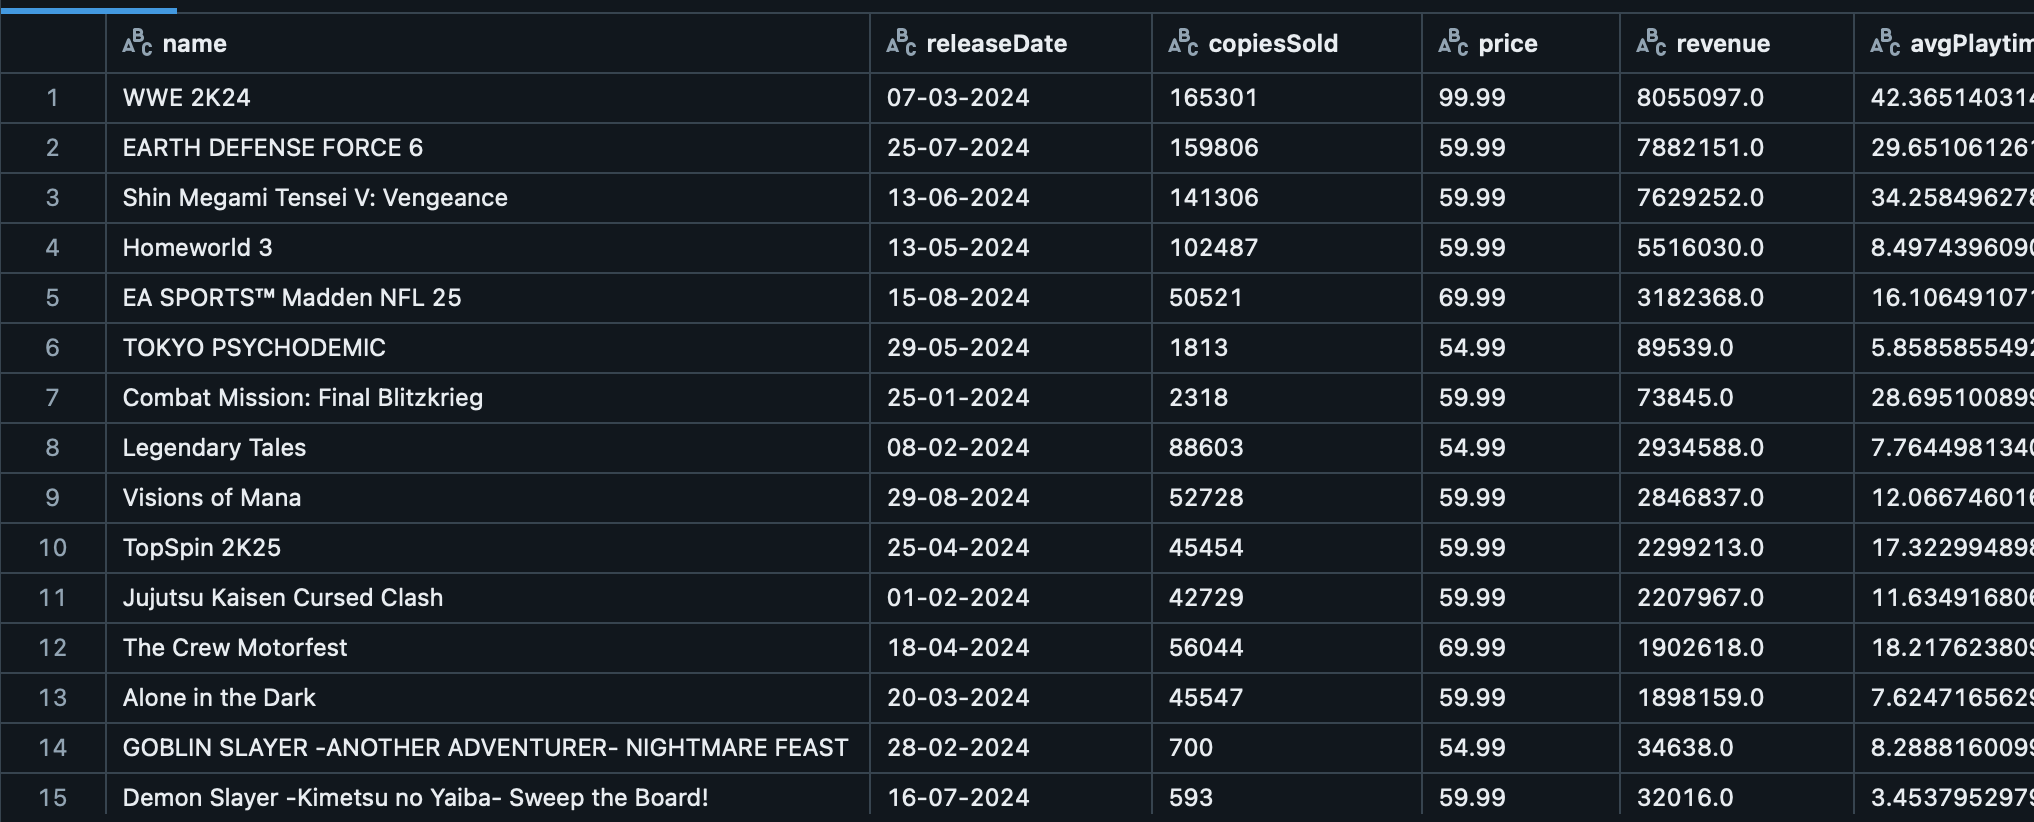 name releaseDate copiesSold price revenue avgPlaytim
1 WWE 2K24 07-03-2024 165301 99.99 8055097.0 42.36514031
2 EARTH DEFENSE FORCE 6 25-07-2024 159806 59.99 7882151.0 29.65106126
3 Shin Megami Tensei V: Vengeance 13-06-2024 141306 59.99 7629252.0 34.25849627
4 Homeworld 3 13-05-2024 102487 59.99 5516030.0 8.497439609
5 EA SPORTS™ Madden NFL 25 15-08-2024 50521 69.99 3182368.0 16.10649107
6 TOKYO PSYCHODEMIC 29-05-2024 1813 54.99 89539.0 5.858585549
7 Combat Mission: Final Blitzkrieg 25-01-2024 2318 59.99 73845.0 28.69510089
8 Legendary Tales 08-02-2024 88603 54.99 2934588.0 7.764498134
9 Visions of Mana 29-08-2024 52728 59.99 2846837.0 12.06674601
10 TopSpin 2K25 25-04-2024 45454 59.99 2299213.0 17.32299489
11 Jujutsu Kaisen Cursed Clash 01-02-2024 42729 59.99 2207967.0 11.63491680
12 The Crew Motorfest 18-04-2024 56044 69.99 1902618.0 18.21762380
13 Alone in the Dark 20-03-2024 45547 59.99 1898159.0 7.624716562
14 GOBLIN SLAYER -ANOTHER ADVENTURER- NIGHTMARE FEAST 28-02-2024 700 54.99 34638.0 8.288816009
15 Demon Slayer -Kimetsu no Yaiba- Sweep the Board! 16-07-2024 593 59.99 32016.0 3.453795297